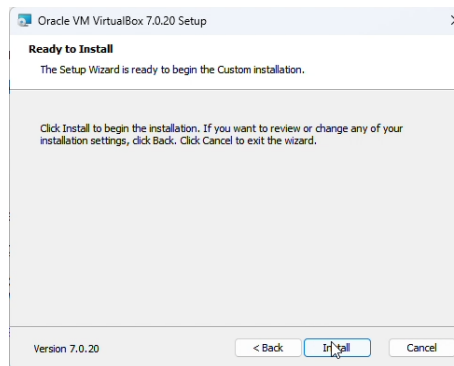 Oracle VM VirtualBox 7.0.20 Setup
Ready to Install
The Setup Wizard is ready to begin the Custom installation.
Click Install to begin the installation. If you want to review or change any of your
installation settings, click Back. Click Cancel to exit the wizard.
Version 7.0.20
< Back
Install
Cancel